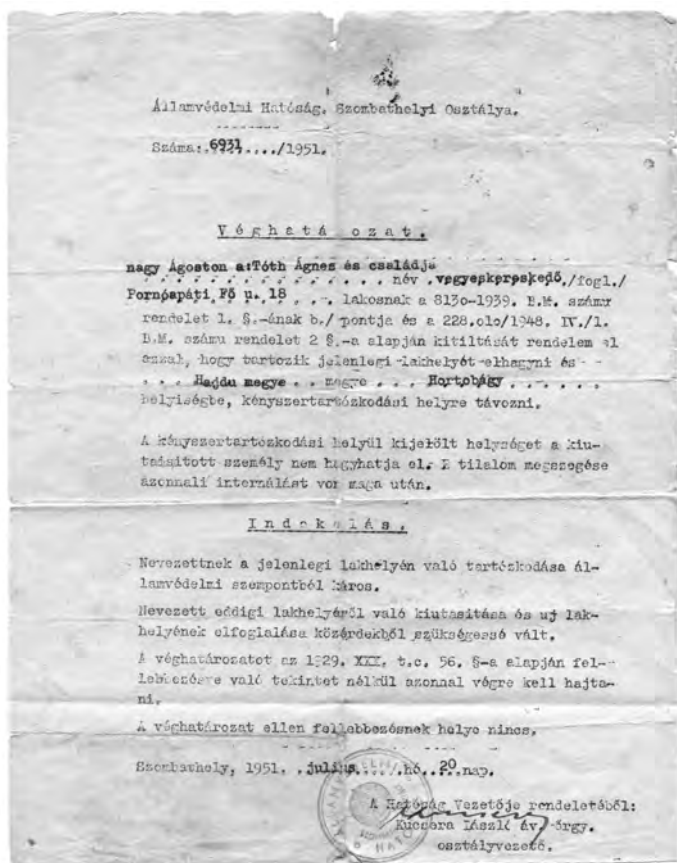 Államvédelmi Hatóság. Szombathelyi Osztálya.
Száma:.6931..../1951.
Véghatá ozat.
nagy Ágoston a:Tóth Ágnes és családja
név vegyeskereskedő./fogl./
Pornóapáti Fő u. 18 . . . lakosnak a 8130-1939. B.M. számu
rendelet 1. §.-ának b./ pontja és a 228.olo/1948. IV./1.
B.M. számu rendelet 2 §.-a alapján kitiltását rendelem el
azzal, hogy tartozik jelenlegi lakhelyét elhagyni és - -
. . . Hajdu megye . . megye . . . Hortobágy . . . . . .
helyiségbe, kényszertartózkodási helyre távozni.
A kényszertartózkodási helyül kijelölt helységet a kiu-
tasitott személy nem hagyhatja el. E tilalom megszegése
azonnali internálást von maga után.
Indokolás.
Nevezettnek a jelenlegi lakhelyén való tartózkodása ál-
lamvédelmi szempontból káros.
Nevezett eddigi lakhelyéről való kiutasitása és uj lak-
helyének elfoglalása közérdekből szükségessé vált.
A véghatározatot az 1929. XXX. t.c. 56. §-a alapján fel--
lebbezésre való tekintet nélkül azonnal végre kell hajta-
ni.
A véghatározat ellen fellebbezésnek helye nincs.
Szombathely, 1951. .július..../hó..20.nap.
A Hatóság Vezetője rendeletéből:
Kucsera László áv. őrgy.
osztályvezető.